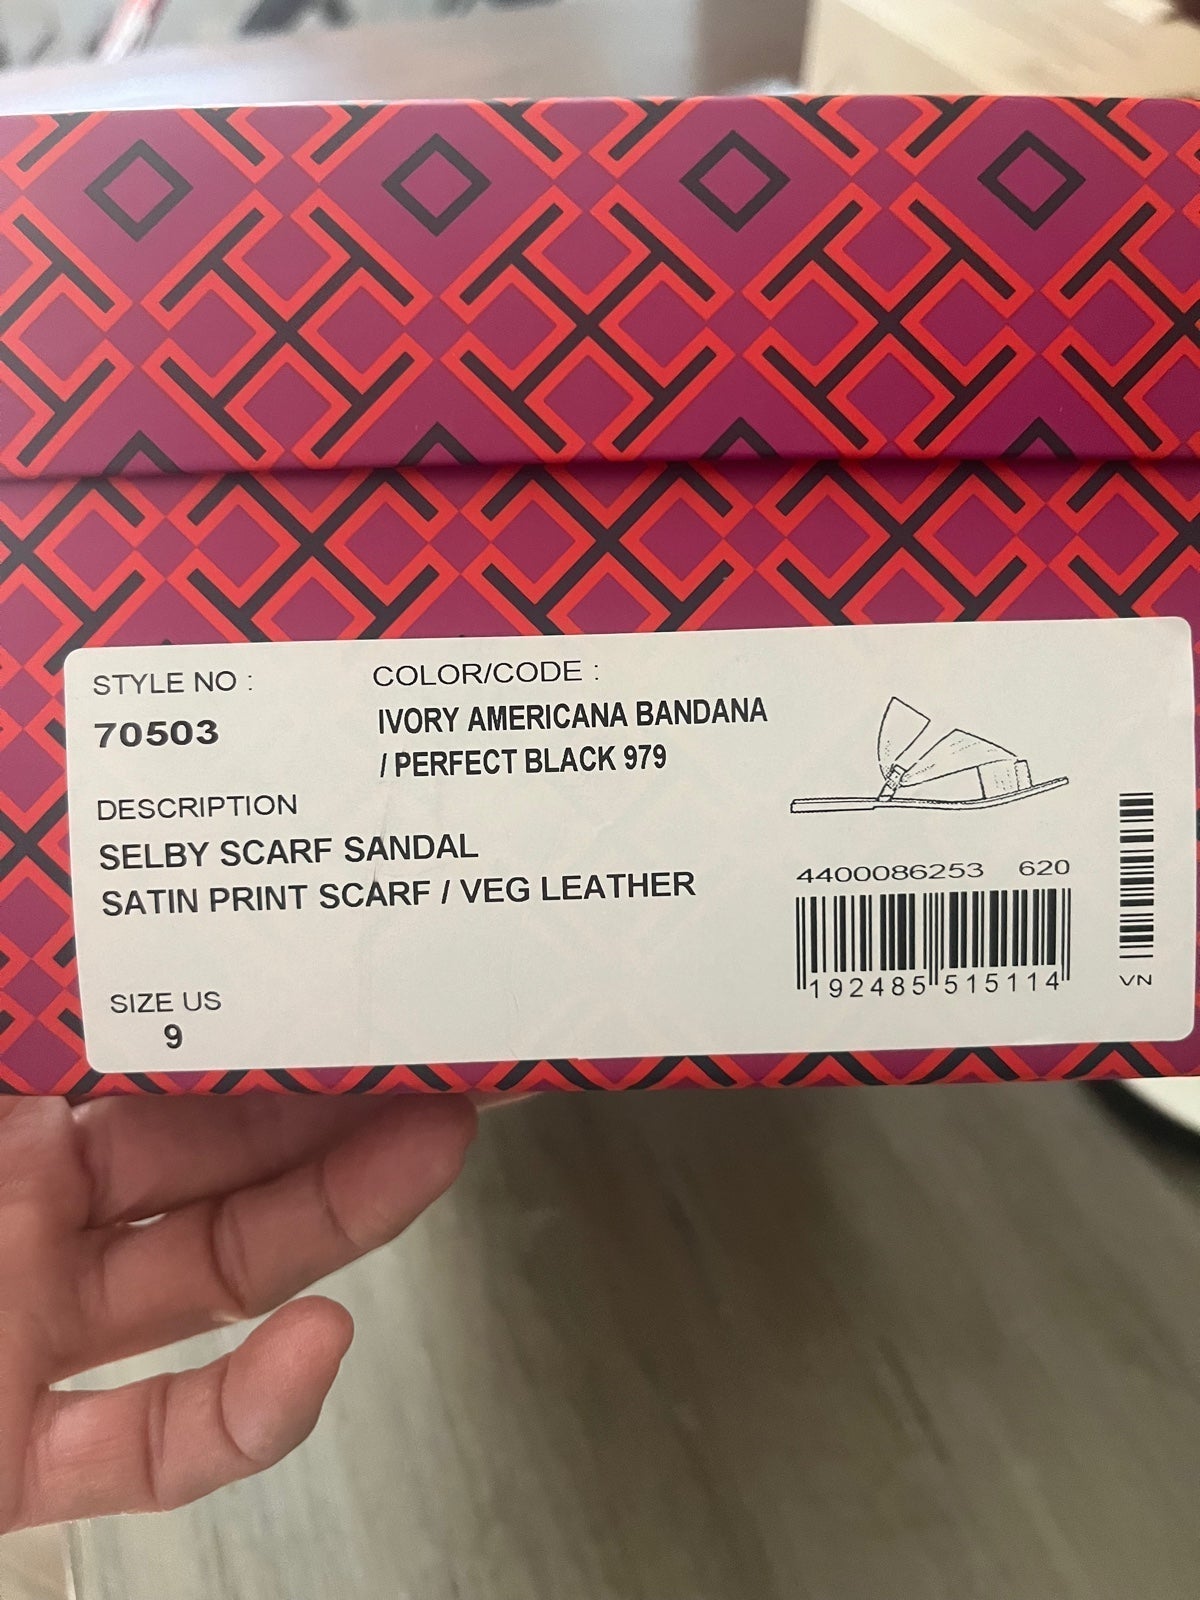 STYLE NO :
70503
COLOR/CODE :
IVORY AMERICANA BANDANA
/ PERFECT BLACK 979
DESCRIPTION
SELBY SCARF SANDAL
SATIN PRINT SCARF / VEG LEATHER
SIZE US
9
4400086253 620
192485 515114
VN